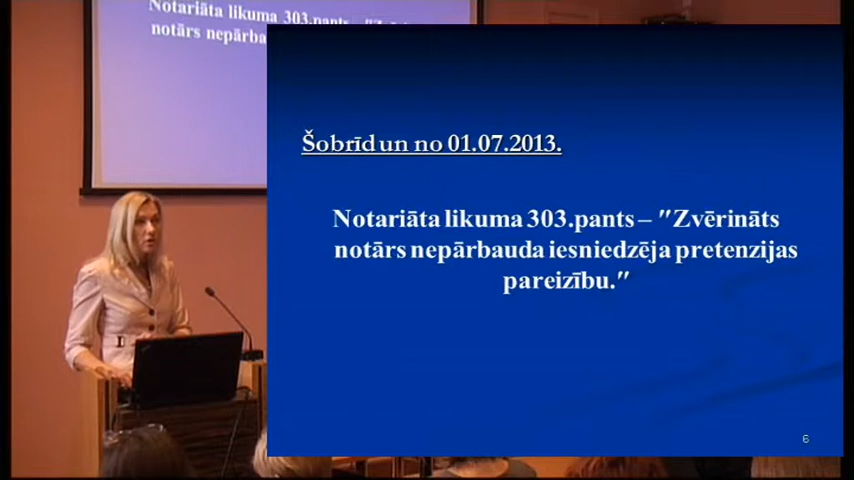 Notariāta likuma 303.pants
notārs nepārba
Šobrīd un no 01.07.2013.
Notariāta likuma 303.pants – "Zvērināts
notārs nepārbauda iesniedzēja pretenzijas
pareizību."
6